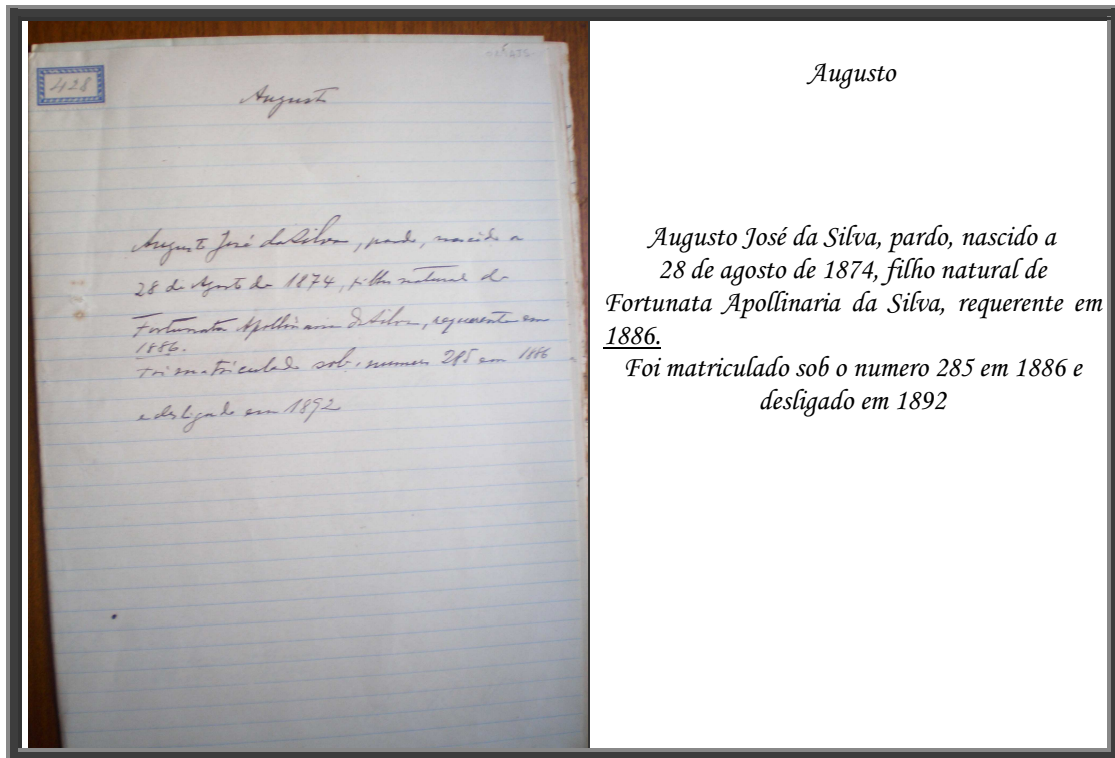 428
Augusto
Augusto José da Silva, pardo, nascido a
28 de Agosto de 1874, filho natural de
Fortunata Apollinaria da Silva, requerente em
1886.
Foi matriculado sob. numero 285 em 1886
e desligado em 1892
Augusto
Augusto José da Silva, pardo, nascido a
28 de agosto de 1874, filho natural de
Fortunata Apollinaria da Silva, requerente em
1886.
Foi matriculado sob o numero 285 em 1886 e
desligado em 1892